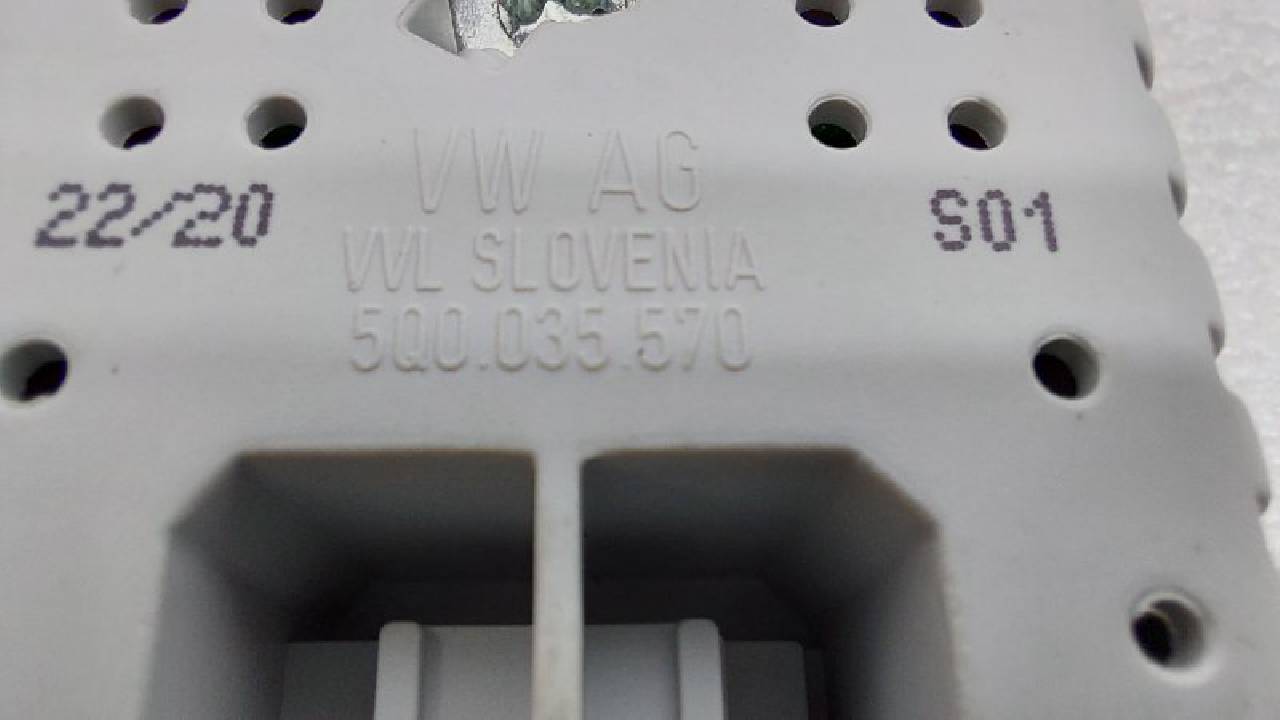 VW AG
22/20
S01
VVL SLOVENIA
5Q0.035.570